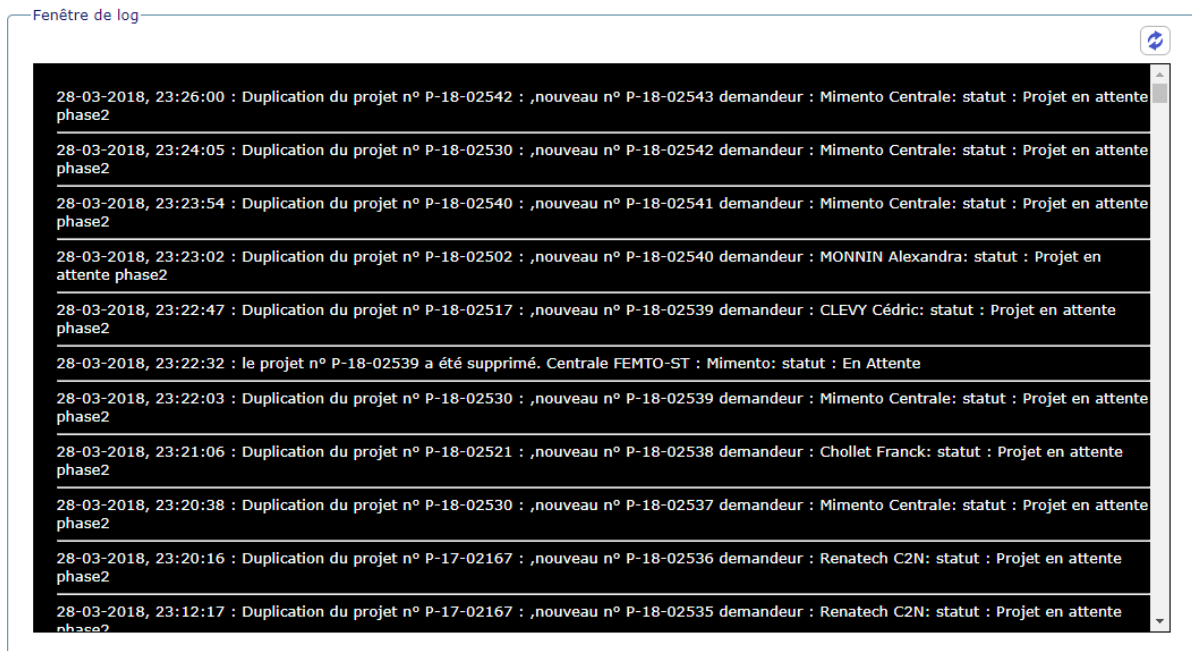 Fenêtre de log
28-03-2018, 23:26:00 : Duplication du projet n° P-18-02542 : ,nouveau n° P-18-02543 demandeur : Mimento Centrale: statut : Projet en attente
phase2
28-03-2018, 23:24:05 : Duplication du projet n° P-18-02530 : ,nouveau n° P-18-02542 demandeur : Mimento Centrale: statut : Projet en attente
phase2
28-03-2018, 23:23:54 : Duplication du projet n° P-18-02540 : ,nouveau n° P-18-02541 demandeur : Mimento Centrale: statut : Projet en attente
phase2
28-03-2018, 23:23:02 : Duplication du projet n° P-18-02502 : ,nouveau n° P-18-02540 demandeur : MONNIN Alexandra: statut : Projet en
attente phase2
28-03-2018, 23:22:47 : Duplication du projet n° P-18-02517 : ,nouveau n° P-18-02539 demandeur : CLEVY Cédric: statut : Projet en attente
phase2
28-03-2018, 23:22:32 : le projet n° P-18-02539 a été supprimé. Centrale FEMTO-ST : Mimento: statut : En Attente
28-03-2018, 23:22:03 : Duplication du projet n° P-18-02530 : ,nouveau n° P-18-02539 demandeur : Mimento Centrale: statut : Projet en attente
phase2
28-03-2018, 23:21:06 : Duplication du projet n° P-18-02521 : ,nouveau n° P-18-02538 demandeur : Chollet Franck: statut : Projet en attente
phase2
28-03-2018, 23:20:38 : Duplication du projet n° P-18-02530 : ,nouveau n° P-18-02537 demandeur : Mimento Centrale: statut : Projet en attente
phase2
28-03-2018, 23:20:16 : Duplication du projet n° P-17-02167 : ,nouveau n° P-18-02536 demandeur : Renatech C2N: statut : Projet en attente
phase2
28-03-2018, 23:12:17 : Duplication du projet n° P-17-02167 : ,nouveau n° P-18-02535 demandeur : Renatech C2N: statut : Projet en attente
phase2